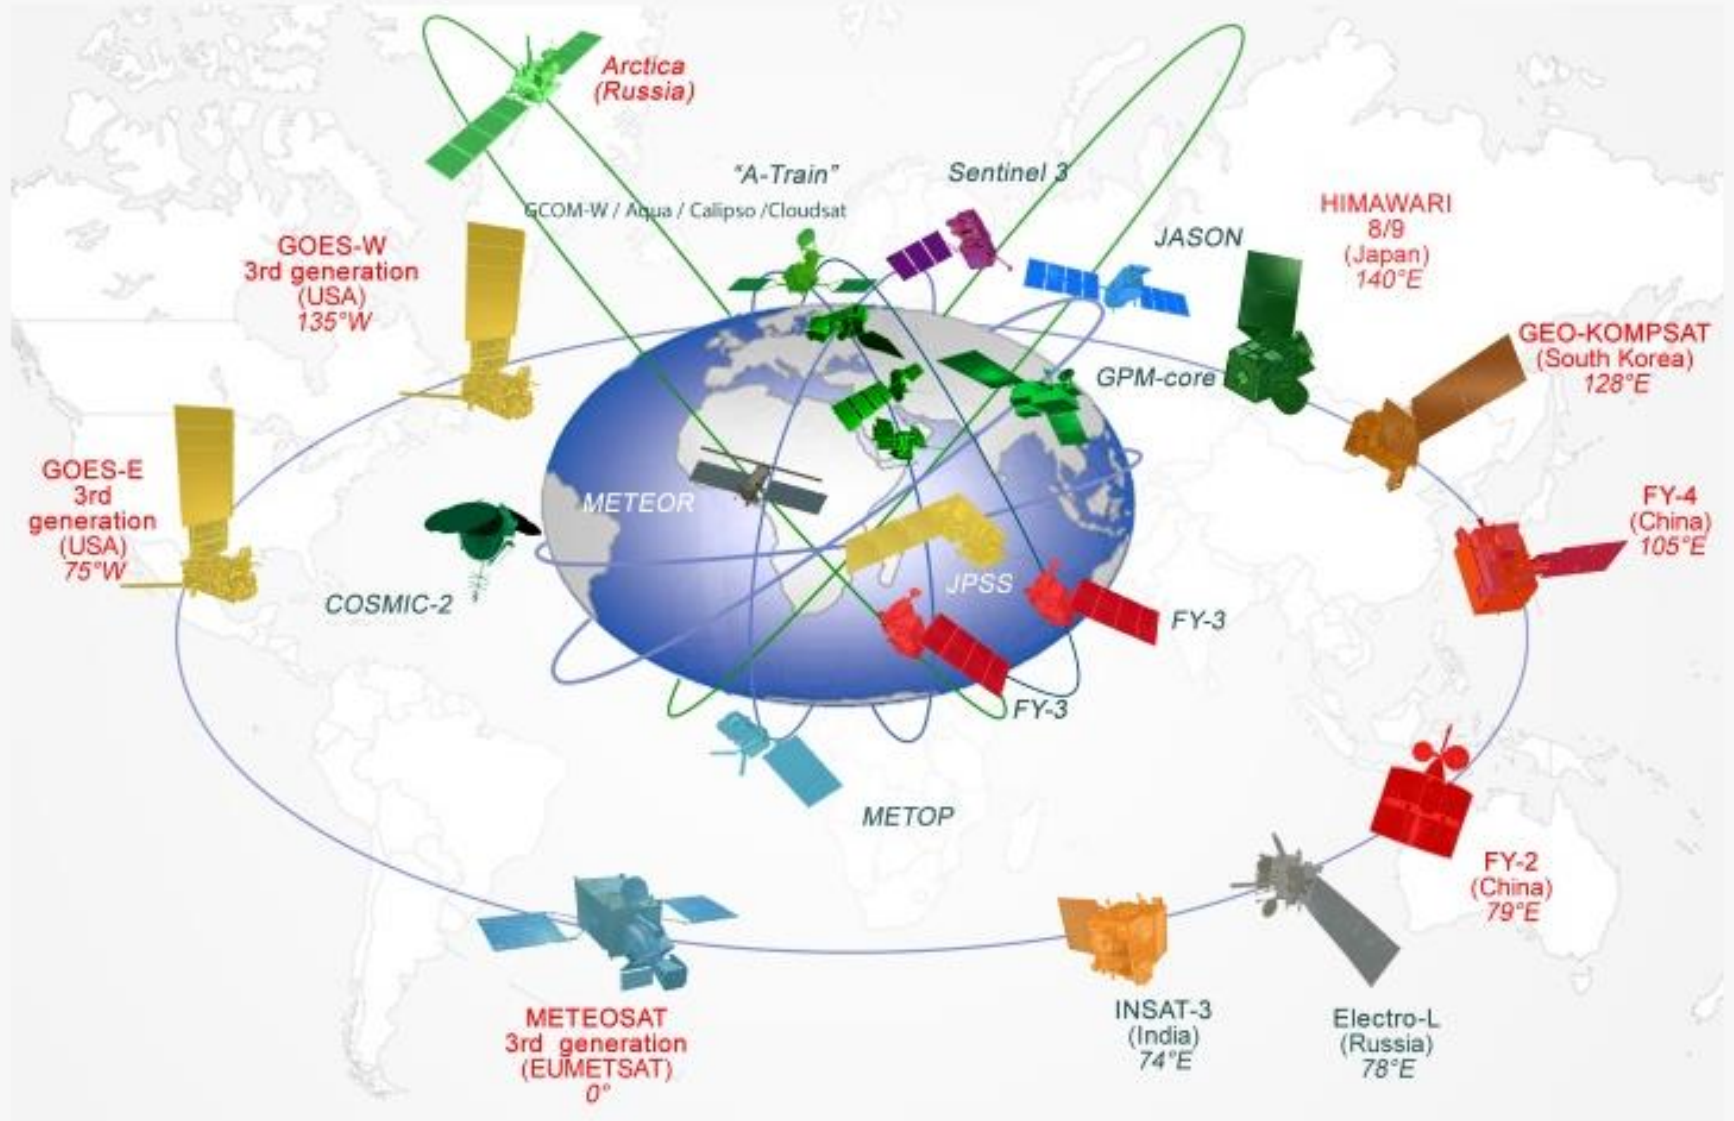 Arctica
(Russia)
"A-Train"
GCOM-W / Aqua / Calipso /Cloudsat
Sentinel 3
JASON
HIMAWARI
8/9
(Japan)
140°E
GOES-W
3rd generation
(USA)
135°W
GEO-KOMPSAT
(South Korea)
128°E
GPM-core
GOES-E
3rd
generation
(USA)
75°W
METEOR
FY-4
(China)
105°E
COSMIC-2
JPSS
FY-3
FY-3
METOP
FY-2
(China)
79°E
METEOSAT
3rd generation
(EUMETSAT)
0°
INSAT-3
(India)
74°E
Electro-L
(Russia)
78°E